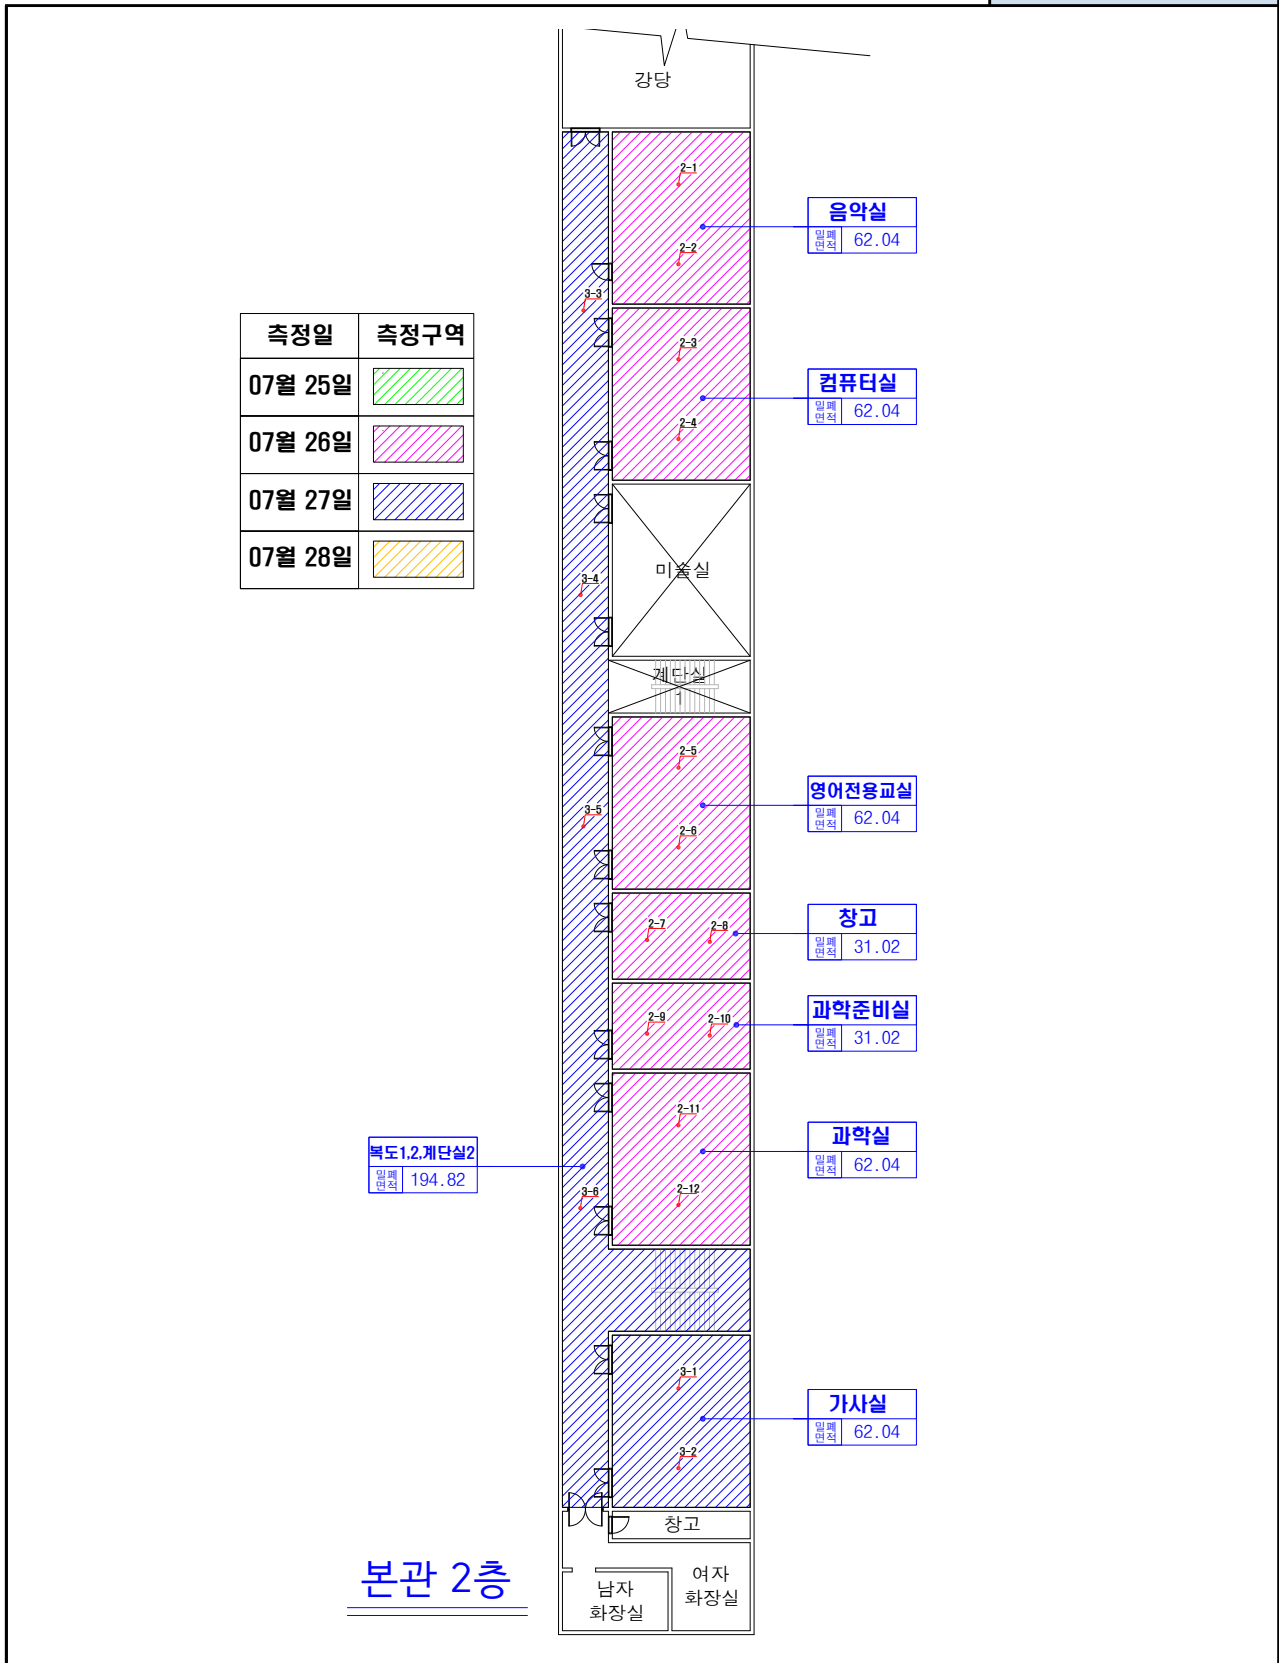 강당
2-1
음악실
밀폐
면적
62.04
2-2
3-3
측정일 측정구역
07월 25일
07월 26일
07월 27일
07월 28일
2-3
컴퓨터실
밀폐
면적
62.04
2-4
미술실
3-4
계단실
1
2-5
영어전용교실
밀폐
면적
62.04
3-5
2-6
2-7
2-8
창고
밀폐
면적
31.02
2-9
2-10
과학준비실
밀폐
면적
31.02
2-11
과학실
밀폐
면적
62.04
복도1,2,계단실2
밀폐
면적
194.82
3-6
2-12
3-1
가사실
밀폐
면적
62.04
3-2
창고
본관 2층
남자
화장실
여자
화장실